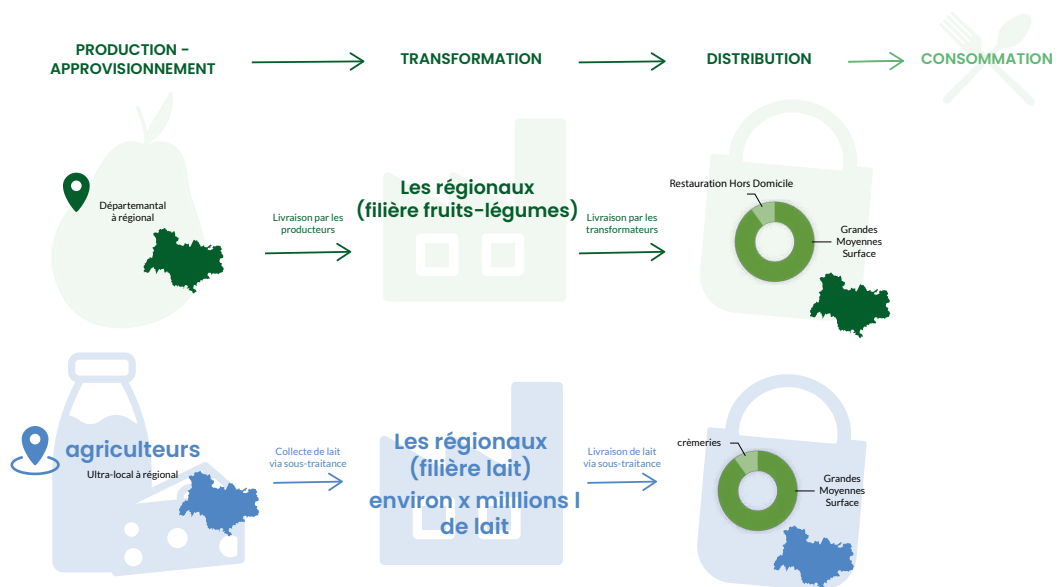 PRODUCTION -
APPROVISIONNEMENT
TRANSFORMATION
DISTRIBUTION
CONSOMMATION
Départemantal
à régional
Livraison par les
producteurs
Les régionaux
(filière fruits-légumes)
Livraison par les
transformateurs
Restauration Hors Domicile
Grandes
Moyennes
Surface
agriculteurs
Ultra-local à régional
Collecte de lait
via sous-traitance
Les régionaux
(filière lait)
environ x milllions l
de lait
Livraison de lait
via sous-traitance
crèmeries
Grandes
Moyennes
Surface